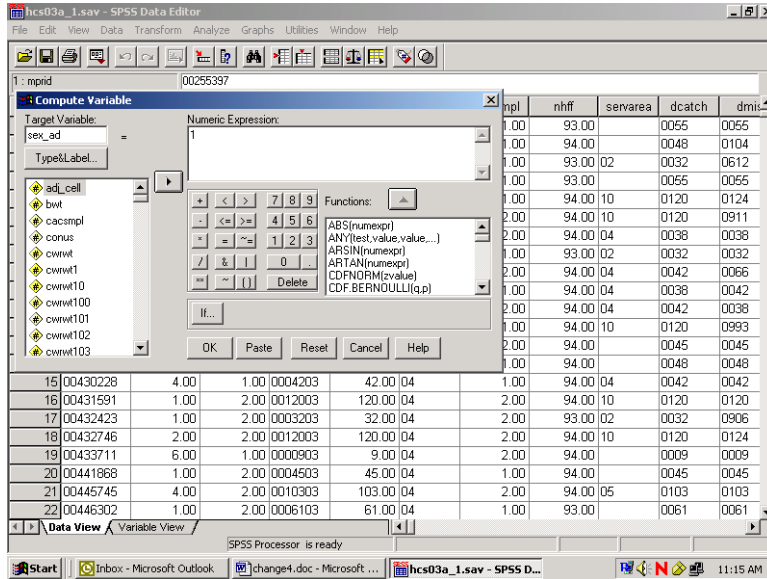 hcs03a_1.sav - SPSS Data Editor
File Edit View Data Transform Analyze Graphs Utilities Window Help
1 : mprid 00255397
Compute Variable
Target Variable:
sex_ad =
Type&Label...
Numeric Expression:
1
adj_cell
bwt
cacsmpl
conus
cwrwt
cwrwt1
cwrwt10
cwrwt100
cwrwt101
cwrwt102
cwrwt103
+ < > 7 8 9
- <= >= 4 5 6
* = ~= 1 2 3
/ & | 0 .
** ~ () Delete
Functions:
ABS(numexpr)
ANY(test,value,value,...)
ARSIN(numexpr)
ARTAN(numexpr)
CDFNORM(zvalue)
CDF.BERNOULLI(q,p)
If...
OK Paste Reset Cancel Help
mpl nhff servarea dcatch dmis
1.00 93.00 0055 0055
1.00 94.00 0048 0104
1.00 93.00 02 0032 0612
1.00 93.00 0055 0055
2.00 94.00 10 0120 0124
2.00 94.00 10 0120 0911
2.00 94.00 04 0038 0038
1.00 93.00 02 0032 0032
2.00 94.00 04 0042 0066
1.00 94.00 04 0038 0042
2.00 94.00 04 0042 0038
1.00 94.00 10 0120 0993
2.00 94.00 0045 0045
1.00 94.00 0048 0048
15 00430228 4.00 1.00 0004203 42.00 04 1.00 94.00 04 0042 0042
16 00431591 1.00 2.00 0012003 120.00 04 2.00 94.00 10 0120 0120
17 00432423 1.00 2.00 0003203 32.00 04 2.00 93.00 02 0032 0906
18 00432746 2.00 2.00 0012003 120.00 04 2.00 94.00 10 0120 0124
19 00433711 6.00 1.00 0000903 9.00 04 2.00 94.00 0009 0009
20 00441868 1.00 2.00 0004503 45.00 04 1.00 94.00 0045 0045
21 00445745 4.00 2.00 0010303 103.00 04 2.00 94.00 05 0103 0103
22 00446302 1.00 2.00 0006103 61.00 04 1.00 93.00 0061 0061
Data View Variable View
SPSS Processor is ready
Start Inbox - Microsoft Outlook change4.doc - Microsoft ... hcs03a_1.sav - SPSS D... 11:15 AM